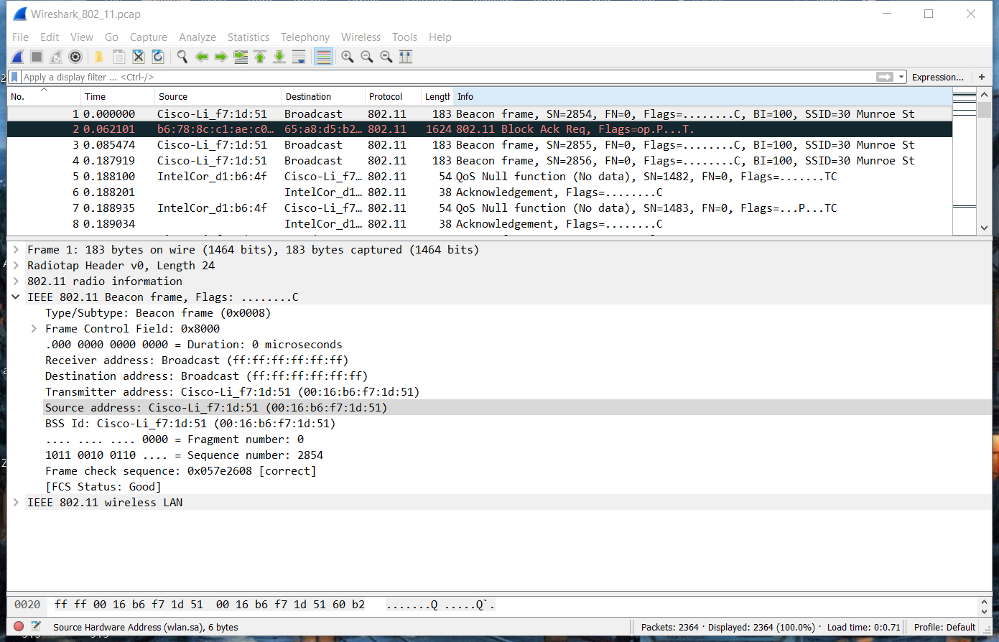 Wireshark_802_11.pcap
File Edit View Go Capture Analyze Statistics Telephony Wireless Tools Help
Apply a display filter ... <Ctrl-/> Expression... +
No. Time Source Destination Protocol Length Info
1 0.000000 Cisco-Li_f7:1d:51 Broadcast 802.11 183 Beacon frame, SN=2854, FN=0, Flags=........C, BI=100, SSID=30 Munroe St
2 0.062101 b6:78:8c:c1:ae:c0… 65:a8:d5:b2… 802.11 1624 802.11 Block Ack Req, Flags=op.P...T.
3 0.085474 Cisco-Li_f7:1d:51 Broadcast 802.11 183 Beacon frame, SN=2855, FN=0, Flags=........C, BI=100, SSID=30 Munroe St
4 0.187919 Cisco-Li_f7:1d:51 Broadcast 802.11 183 Beacon frame, SN=2856, FN=0, Flags=........C, BI=100, SSID=30 Munroe St
5 0.188100 IntelCor_d1:b6:4f Cisco-Li_f7… 802.11 54 QoS Null function (No data), SN=1482, FN=0, Flags=.......TC
6 0.188201 IntelCor_d1… 802.11 38 Acknowledgement, Flags=........C
7 0.188935 IntelCor_d1:b6:4f Cisco-Li_f7… 802.11 54 QoS Null function (No data), SN=1483, FN=0, Flags=...P...TC
8 0.189034 IntelCor_d1… 802.11 38 Acknowledgement, Flags=........C
Frame 1: 183 bytes on wire (1464 bits), 183 bytes captured (1464 bits)
Radiotap Header v0, Length 24
802.11 radio information
IEEE 802.11 Beacon frame, Flags: ........C
Type/Subtype: Beacon frame (0x0008)
Frame Control Field: 0x8000
.000 0000 0000 0000 = Duration: 0 microseconds
Receiver address: Broadcast (ff:ff:ff:ff:ff:ff)
Destination address: Broadcast (ff:ff:ff:ff:ff:ff)
Transmitter address: Cisco-Li_f7:1d:51 (00:16:b6:f7:1d:51)
Source address: Cisco-Li_f7:1d:51 (00:16:b6:f7:1d:51)
BSS Id: Cisco-Li_f7:1d:51 (00:16:b6:f7:1d:51)
.... .... .... 0000 = Fragment number: 0
1011 0010 0110 .... = Sequence number: 2854
Frame check sequence: 0x057e2608 [correct]
[FCS Status: Good]
IEEE 802.11 wireless LAN
0020 ff ff 00 16 b6 f7 1d 51 00 16 b6 f7 1d 51 60 b2 .......Q .....Q`.
Source Hardware Address (wlan.sa), 6 bytes Packets: 2364 · Displayed: 2364 (100.0%) · Load time: 0:0.71 Profile: Default